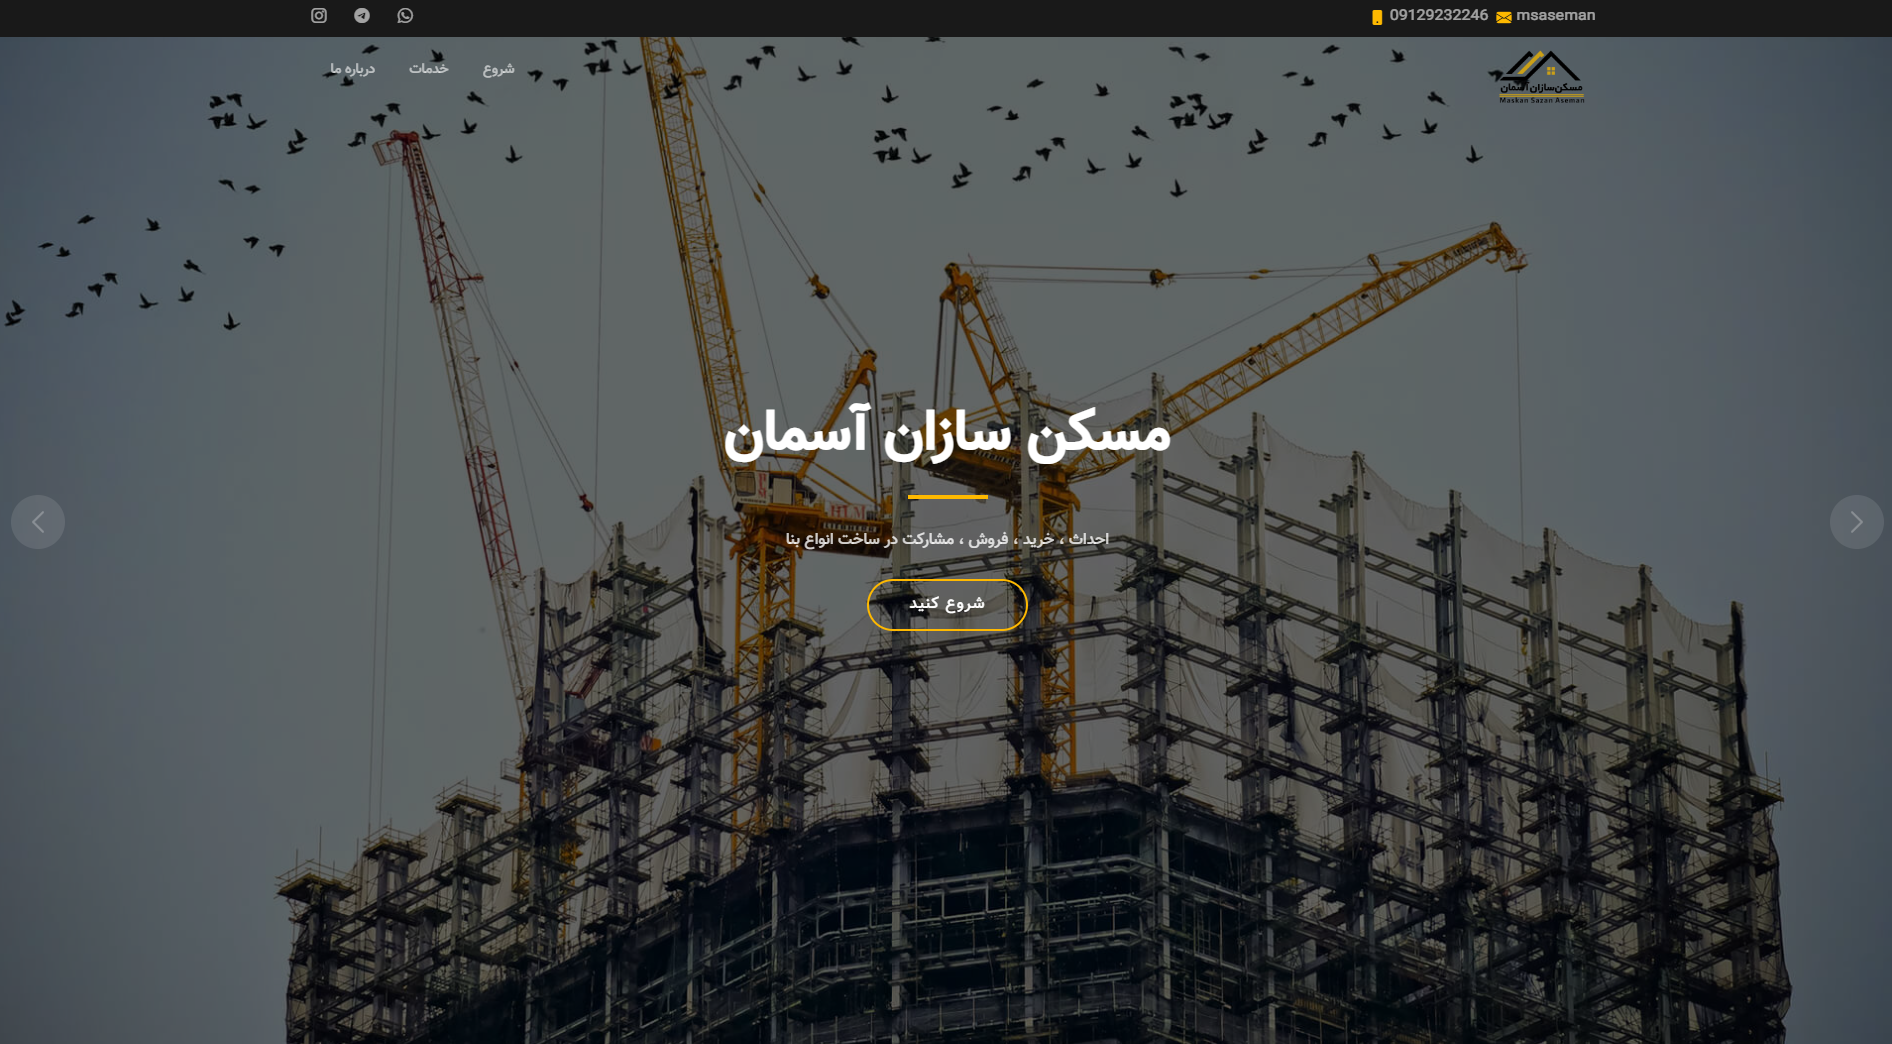 msaseman 09129232246
مسکن‌سازان آسمان
Maskan Sazan Aseman
شروع خدمات درباره ما
مسکن سازان آسمان
احداث ، خرید ، فروش ، مشارکت در ساخت انواع بنا
شروع کنید